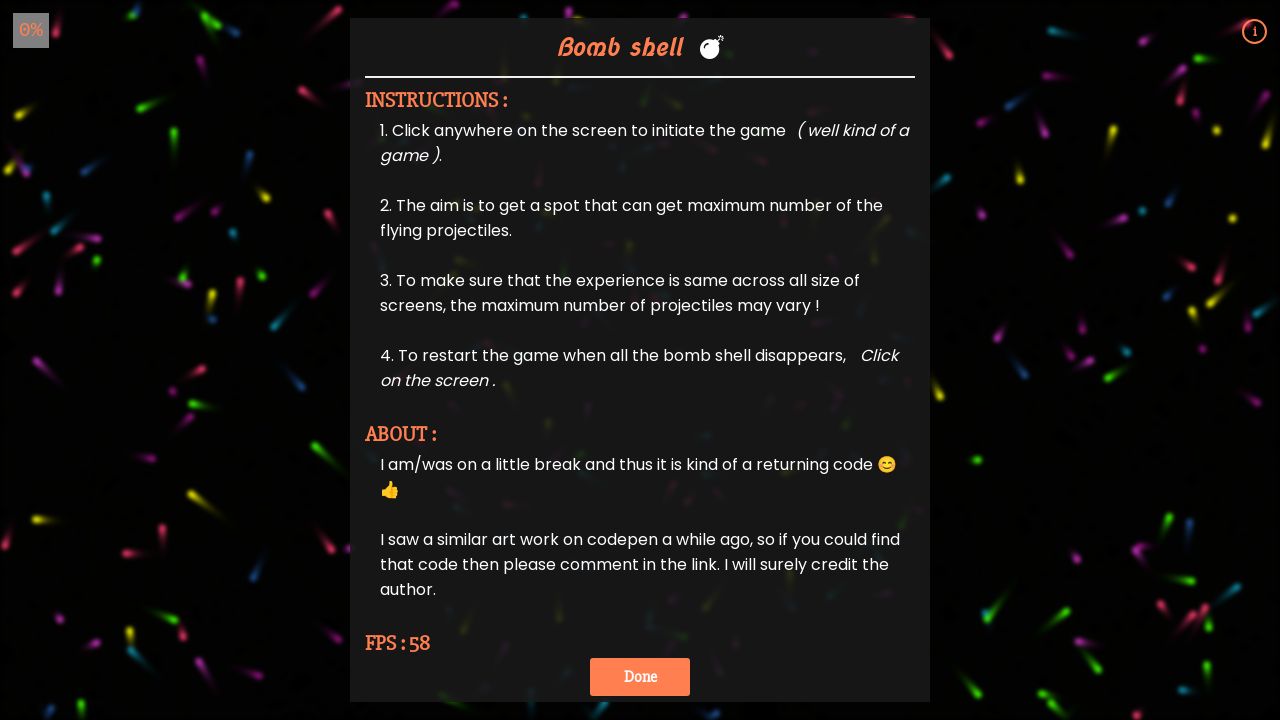 0%
Bomb shell 💣
i
INSTRUCTIONS :
1. Click anywhere on the screen to initiate the game ( well kind of a
game ).
2. The aim is to get a spot that can get maximum number of the
flying projectiles.
3. To make sure that the experience is same across all size of
screens, the maximum number of projectiles may vary !
4. To restart the game when all the bomb shell disappears, Click
on the screen .
ABOUT :
I am/was on a little break and thus it is kind of a returning code 😊
👍
I saw a similar art work on codepen a while ago, so if you could find
that code then please comment in the link. I will surely credit the
author.
FPS : 58
Done